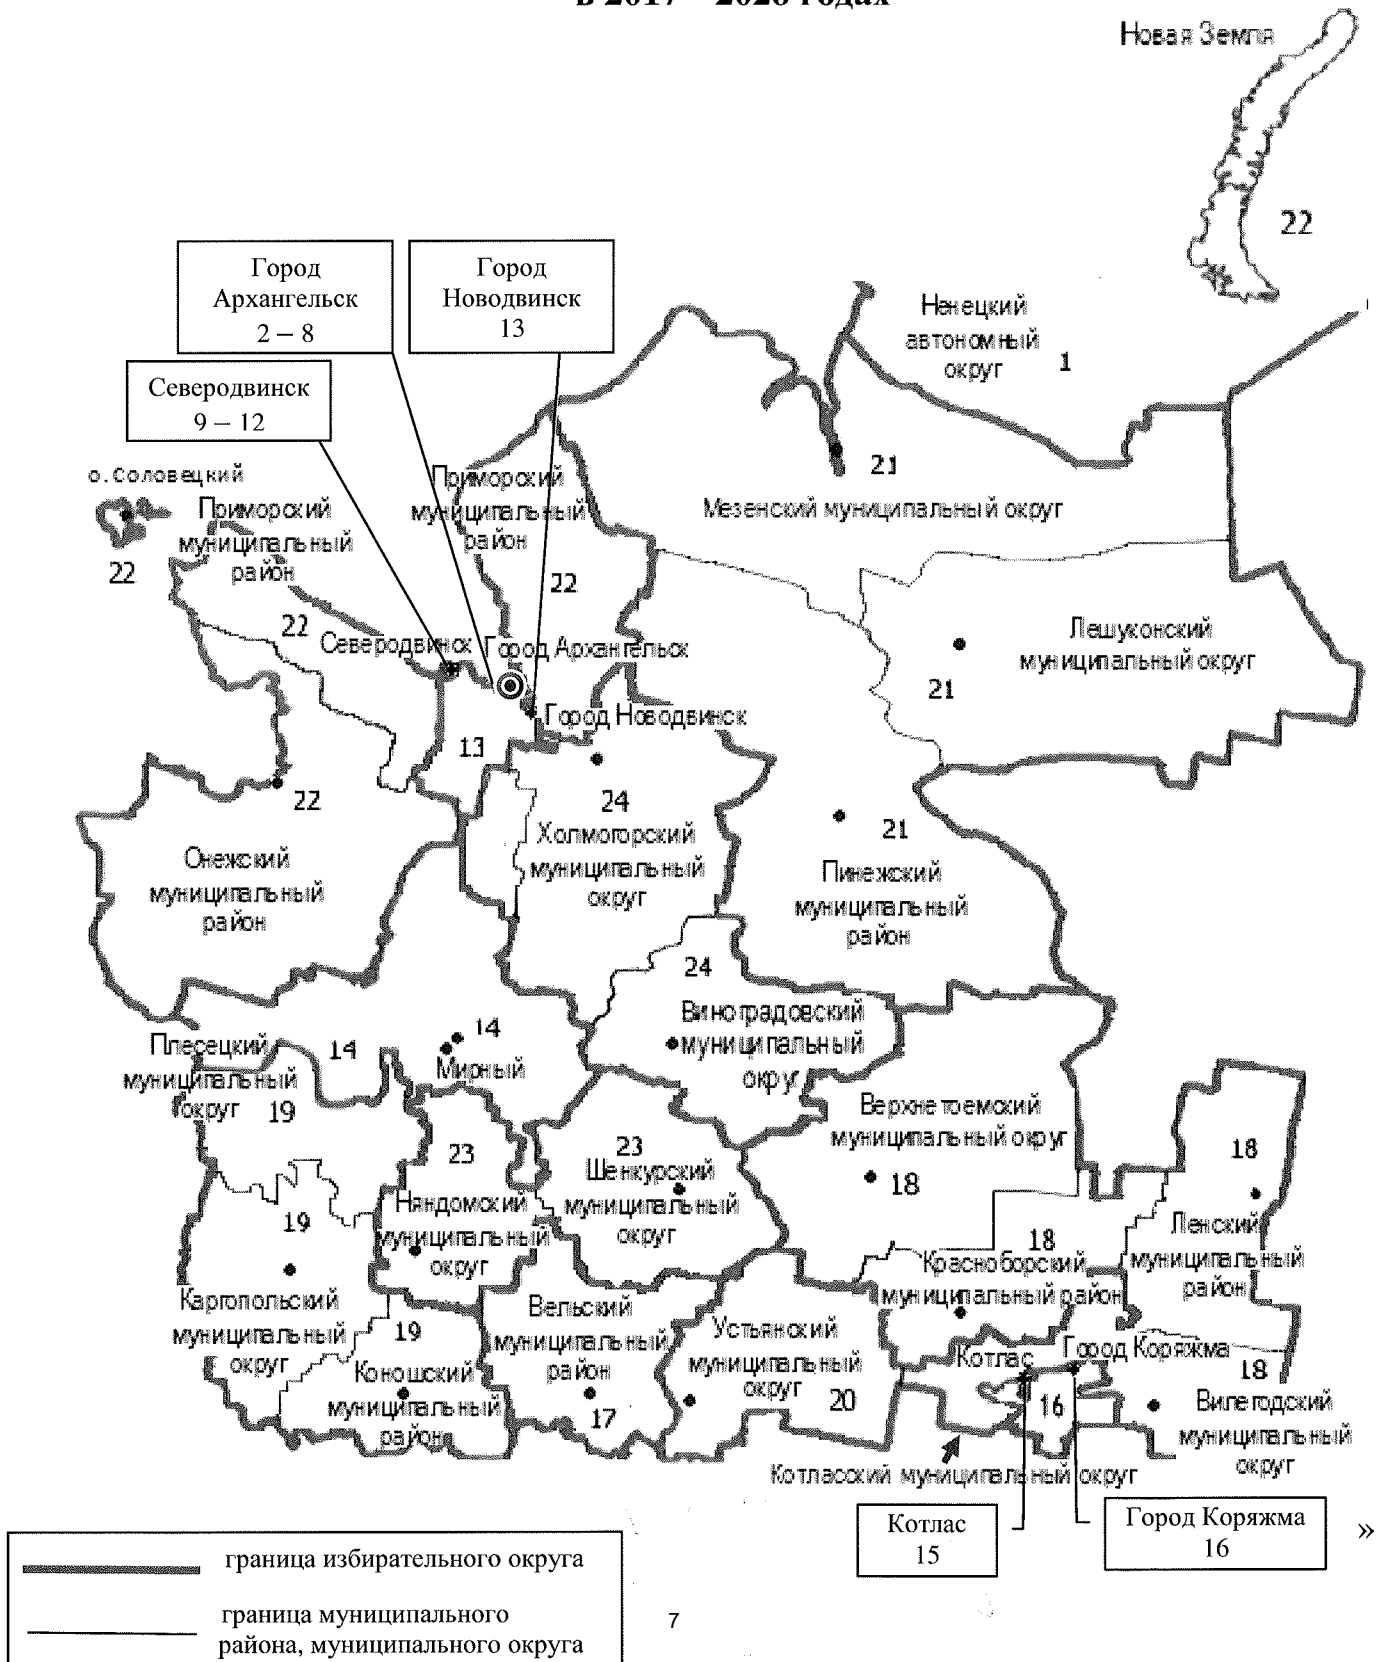 Новая Земля
22
Город
Архангельск
2 – 8
Город
Новодвинск
13
Ненецкий
автономный
округ
1
Северодвинск
9 – 12
21
Мезенский муниципальный округ
о. Соловецкий
22
Приморский
муниципальный
район
22
Приморский
муниципальный
район
22
Северодвинск
Город Архангельск
Лешуконский
муниципальный округ
21
Город Новодвинск
13
22
Онежский
муниципальный
район
24
Холмогорский
муниципальный
округ
21
Пинежский
муниципальный
район
24
Виноградовский
муниципальный
округ
Плесецкий
муниципальный
округ
14
19
14
Мирный
23
Няндомский
муниципальный
округ
23
Шенкурский
муниципальный
округ
Верхнетоемский
муниципальный округ
18
18
Ленский
муниципальный
район
18
Красноборский
муниципальный район
19
Каргопольский
муниципальный
округ
19
Коношский
муниципальный
район
Вельский
муниципальный
район
17
Устьянский
муниципальный
округ
20
Котлас
Город Коряжма
16
18
Вилегодский
муниципальный
округ
Котласский муниципальный округ
Котлас
15
Город Коряжма
16
»
граница избирательного округа
граница муниципального
района, муниципального округа
7